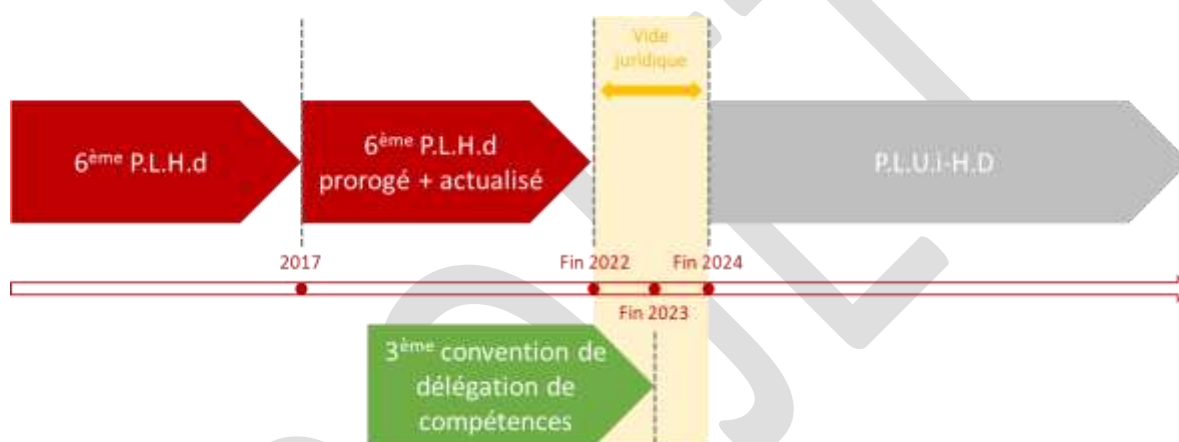 Vide
juridique
6ème P.L.H.d
6ème P.L.H.d
prorogé + actualisé
P.L.U.i-H.D
2017
Fin 2022
Fin 2024
Fin 2023
3ème convention de
délégation de
compétences